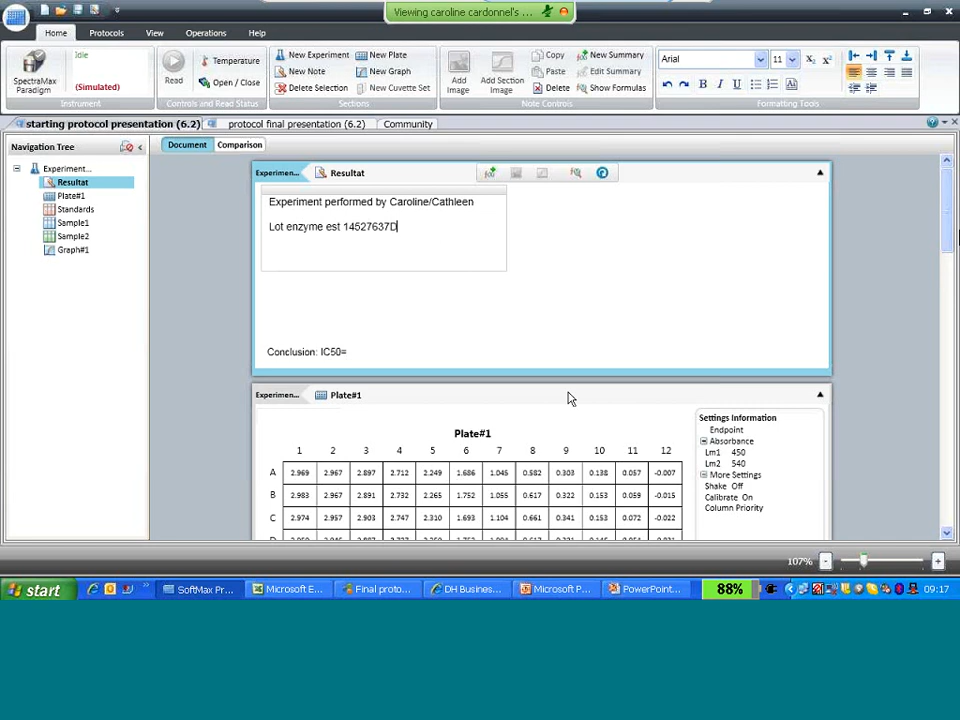 Viewing caroline cardonnel's ...
Home Protocols View Operations Help
SpectraMax
Paradigm
Idle
(Simulated)
Instrument
Read
Temperature
Open / Close
Controls and Read Status
New Experiment New Plate
New Note New Graph
Delete Selection New Cuvette Set
Sections
Add
Image
Add Section
Image
Copy New Summary
Paste Edit Summary
Delete Show Formulas
Note Controls
Arial 11 X2 X2
B I U A
Formatting Tools
starting protocol presentation (6.2) protocol final presentation (6.2) Community
Navigation Tree
Experiment...
Resultat
Plate#1
Standards
Sample1
Sample2
Graph#1
Document Comparison
Experimen... Resultat
Experiment performed by Caroline/Cathleen
Lot enzyme est 14527637D
Conclusion: IC50=
Experimen... Plate#1
Plate#1
1 2 3 4 5 6 7 8 9 10 11 12
A 2.969 2.967 2.897 2.712 2.249 1.686 1.045 0.582 0.303 0.138 0.057 -0.007
B 2.983 2.967 2.891 2.732 2.265 1.752 1.055 0.617 0.322 0.153 0.059 -0.015
C 2.974 2.957 2.903 2.747 2.310 1.693 1.104 0.661 0.341 0.153 0.072 -0.022
Settings Information
Endpoint
Absorbance
Lm1 450
Lm2 540
More Settings
Shake Off
Calibrate On
Column Priority
107%
start
SoftMax Pr...
Microsoft E...
Final proto...
DH Busines...
Microsoft P...
PowerPoint...
88%
09:17